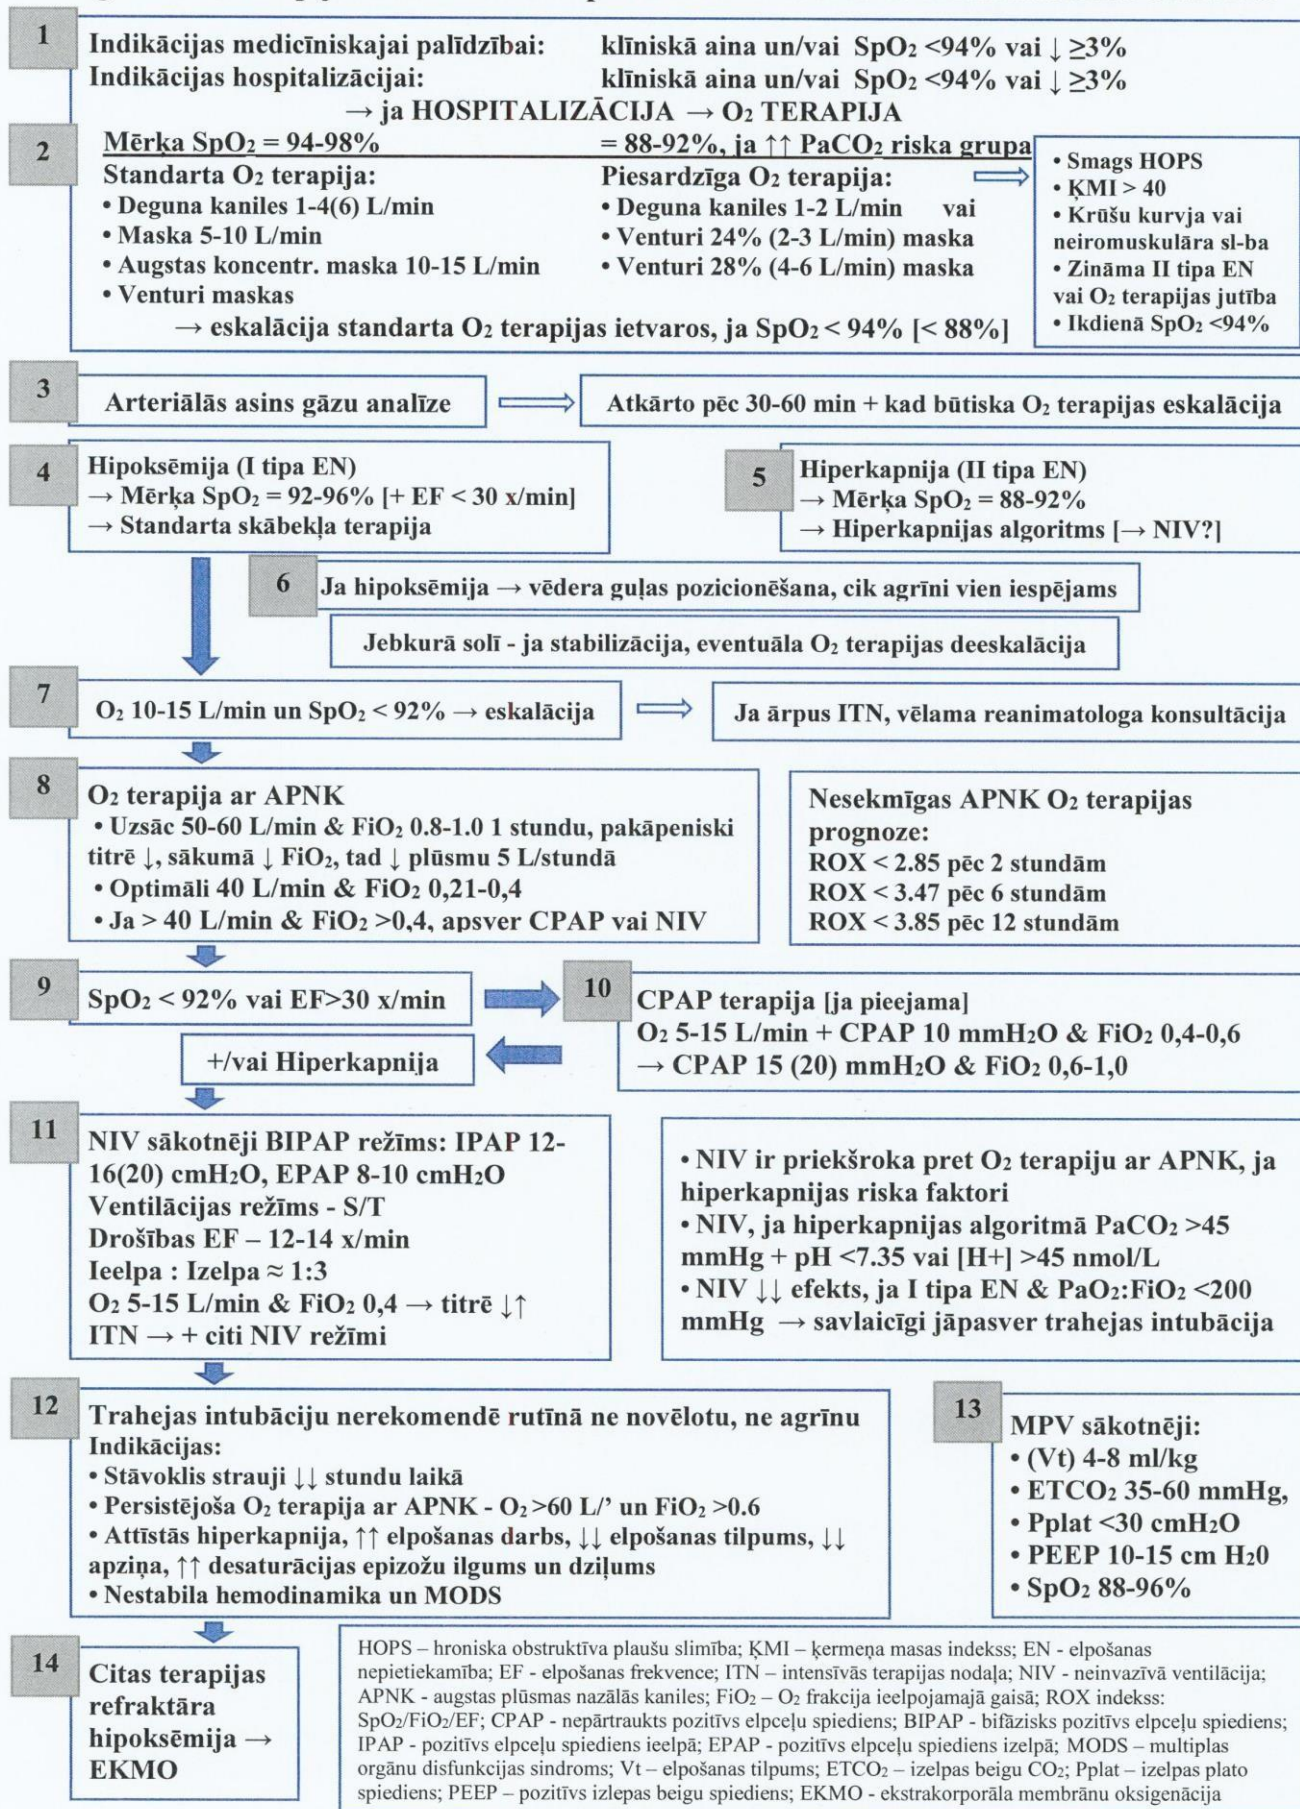 1
Indikācijas medicīniskajai palīdzībai: klīniskā aina un/vai SpO₂ <94% vai ↓ ≥3%
Indikācijas hospitalizācijai: klīniskā aina un/vai SpO₂ <94% vai ↓ ≥3%
→ ja HOSPITALIZĀCIJA → O₂ TERAPIJA
2
Mērķa SpO₂ = 94-98% = 88-92%, ja ↑↑ PaCO₂ riska grupa
Standarta O₂ terapija:
• Deguna kaniles 1-4(6) L/min
• Maska 5-10 L/min
• Augstas koncentr. maska 10-15 L/min
• Venturi maskas
Piesardzīga O₂ terapija:
• Deguna kaniles 1-2 L/min vai
• Venturi 24% (2-3 L/min) maska
• Venturi 28% (4-6 L/min) maska
→ eskalācija standarta O₂ terapijas ietvaros, ja SpO₂ < 94% [< 88%]
• Smags HOPS
• ĶMI > 40
• Krūšu kurvja vai
neiromuskulāra sl-ba
• Zināma II tipa EN
vai O₂ terapijas jutība
• Ikdienā SpO₂ <94%
3
Arteriālās asins gāzu analīze
Atkārto pēc 30-60 min + kad būtiska O₂ terapijas eskalācija
4
Hipoksēmija (I tipa EN)
→ Mērķa SpO₂ = 92-96% [+ EF < 30 x/min]
→ Standarta skābekļa terapija
5
Hiperkapnija (II tipa EN)
→ Mērķa SpO₂ = 88-92%
→ Hiperkapnijas algoritms [→ NIV?]
6
Ja hipoksēmija → vēdera guļas pozicionēšana, cik agrīni vien iespējams
Jebkurā solī - ja stabilizācija, eventuāla O₂ terapijas deeskalācija
7
O₂ 10-15 L/min un SpO₂ < 92% → eskalācija
Ja ārpus ITN, vēlama reanimatologa konsultācija
8
O₂ terapija ar APNK
• Uzsāc 50-60 L/min & FiO₂ 0.8-1.0 1 stundu, pakāpeniski
titrē ↓, sākumā ↓ FiO₂, tad ↓ plūsmu 5 L/stundā
• Optimāli 40 L/min & FiO₂ 0,21-0,4
• Ja > 40 L/min & FiO₂ >0,4, apsver CPAP vai NIV
Nesekmīgas APNK O₂ terapijas
prognoze:
ROX < 2.85 pēc 2 stundām
ROX < 3.47 pēc 6 stundām
ROX < 3.85 pēc 12 stundām
9
SpO₂ < 92% vai EF>30 x/min
10
CPAP terapija [ja pieejama]
O₂ 5-15 L/min + CPAP 10 mmH₂O & FiO₂ 0,4-0,6
→ CPAP 15 (20) mmH₂O & FiO₂ 0,6-1,0
+/vai Hiperkapnija
11
NIV sākotnēji BIPAP režīms: IPAP 12-
16(20) cmH₂O, EPAP 8-10 cmH₂O
Ventilācijas režīms - S/T
Drošības EF – 12-14 x/min
Ieelpa : Izelpa ≈ 1:3
O₂ 5-15 L/min & FiO₂ 0,4 → titrē ↓↑
ITN → + citi NIV režīmi
• NIV ir priekšroka pret O₂ terapiju ar APNK, ja
hiperkapnijas riska faktori
• NIV, ja hiperkapnijas algoritmā PaCO₂ >45
mmHg + pH <7.35 vai [H+] >45 nmol/L
• NIV ↓↓ efekts, ja I tipa EN & PaO₂:FiO₂ <200
mmHg → savlaicīgi jāpasver trahejas intubācija
12
Trahejas intubāciju nerekomendē rutīnā ne novēlotu, ne agrīnu
Indikācijas:
• Stāvoklis strauji ↓↓ stundu laikā
• Persistējoša O₂ terapija ar APNK - O₂ >60 L/’ un FiO₂ >0.6
• Attīstās hiperkapnija, ↑↑ elpošanas darbs, ↓↓ elpošanas tilpums, ↓↓
apziņa, ↑↑ desaturācijas epizožu ilgums un dziļums
• Nestabila hemodinamika un MODS
13
MPV sākotnēji:
• (Vt) 4-8 ml/kg
• ETCO₂ 35-60 mmHg,
• Pplat <30 cmH₂O
• PEEP 10-15 cm H₂0
• SpO₂ 88-96%
14
Citas terapijas
refraktāra
hipoksēmija →
EKMO
HOPS – hroniska obstruktīva plaušu slimība; ĶMI – ķermeņa masas indekss; EN - elpošanas
nepietiekamība; EF - elpošanas frekvence; ITN – intensīvās terapijas nodaļa; NIV - neinvazīvā ventilācija;
APNK - augstas plūsmas nazālās kaniles; FiO₂ – O₂ frakcija ieelpojamajā gaisā; ROX indekss:
SpO₂/FiO₂/EF; CPAP - nepārtraukts pozitīvs elpceļu spiediens; BIPAP - bifāzisks pozitīvs elpceļu spiediens;
IPAP - pozitīvs elpceļu spiediens ieelpā; EPAP - pozitīvs elpceļu spiediens izelpā; MODS – multiplas
orgānu disfunkcijas sindroms; Vt – elpošanas tilpums; ETCO₂ – izelpas beigu CO₂; Pplat – izelpas plato
spiediens; PEEP – pozitīvs izlepas beigu spiediens; EKMO - ekstrakorporāla membrānu oksigenācija